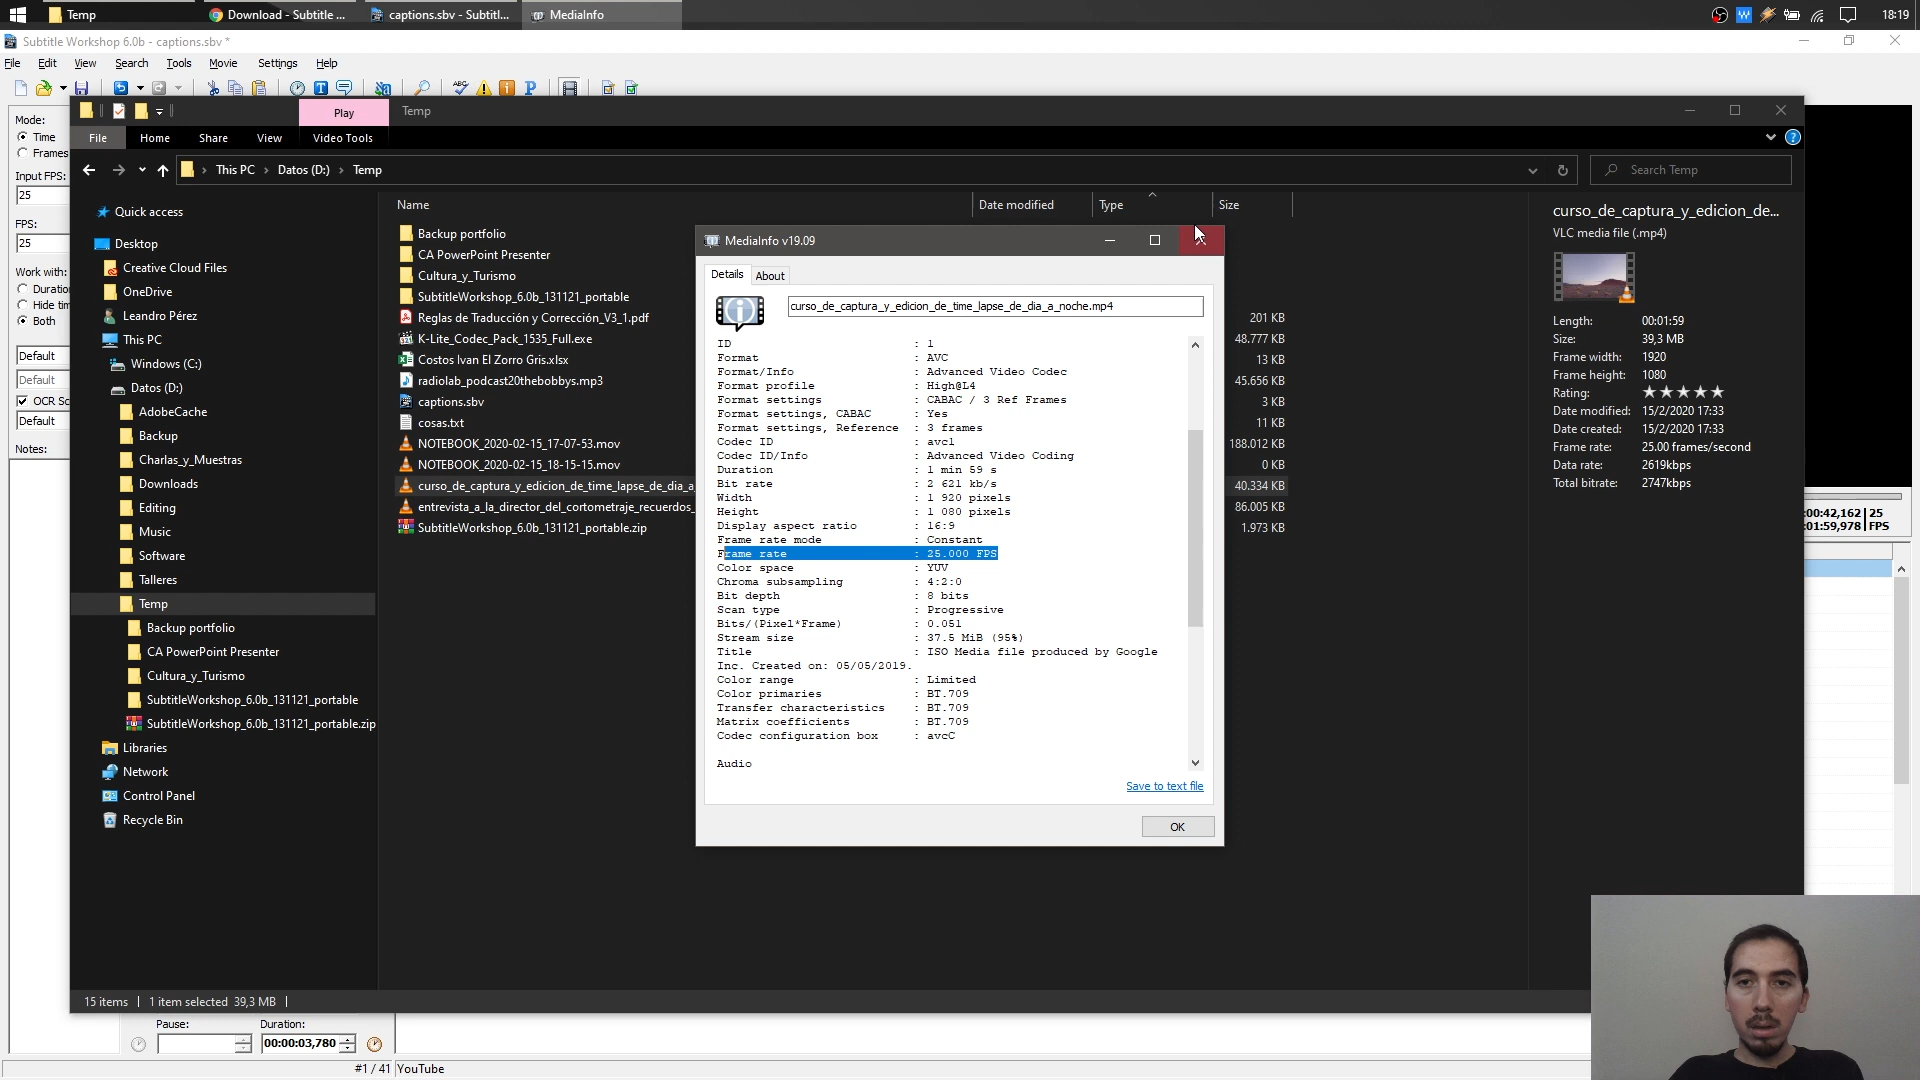 Temp
Download - Subtitle ...
captions.sbv - Subtitl...
MediaInfo
18:19
Subtitle Workshop 6.0b - captions.sbv *
File Edit View Search Tools Movie Settings Help
Mode:
Time
Frames
Input FPS:
25
FPS:
25
Work with:
Duratio
Hide tim
Both
Default
Default
OCR Sc
Default
Notes:
Play
Temp
File Home Share View Video Tools
This PC › Datos (D:) › Temp
Search Temp
Quick access
Desktop
Creative Cloud Files
OneDrive
Leandro Pérez
This PC
Windows (C:)
Datos (D:)
AdobeCache
Backup
Charlas_y_Muestras
Downloads
Editing
Music
Software
Talleres
Temp
Backup portfolio
CA PowerPoint Presenter
Cultura_y_Turismo
SubtitleWorkshop_6.0b_131121_portable
SubtitleWorkshop_6.0b_131121_portable.zip
Libraries
Network
Control Panel
Recycle Bin
Name Date modified Type Size
Backup portfolio
CA PowerPoint Presenter
Cultura_y_Turismo
SubtitleWorkshop_6.0b_131121_portable
Reglas de Traducción y Corrección_V3_1.pdf 201 KB
K-Lite_Codec_Pack_1535_Full.exe 48.777 KB
Costos Ivan El Zorro Gris.xlsx 13 KB
radiolab_podcast20thebobbys.mp3 45.656 KB
captions.sbv 3 KB
cosas.txt 11 KB
NOTEBOOK_2020-02-15_17-07-53.mov 188.012 KB
NOTEBOOK_2020-02-15_18-15-15.mov 0 KB
curso_de_captura_y_edicion_de_time_lapse_de_dia_a_ 40.334 KB
entrevista_a_la_director_del_cortometraje_recuerdos_ 86.005 KB
SubtitleWorkshop_6.0b_131121_portable.zip 1.973 KB
MediaInfo v19.09
Details About
curso_de_captura_y_edicion_de_time_lapse_de_dia_a_noche.mp4
ID : 1
Format : AVC
Format/Info : Advanced Video Codec
Format profile : High@L4
Format settings : CABAC / 3 Ref Frames
Format settings, CABAC : Yes
Format settings, Reference : 3 frames
Codec ID : avc1
Codec ID/Info : Advanced Video Coding
Duration : 1 min 59 s
Bit rate : 2 621 kb/s
Width : 1 920 pixels
Height : 1 080 pixels
Display aspect ratio : 16:9
Frame rate mode : Constant
Frame rate : 25.000 FPS
Color space : YUV
Chroma subsampling : 4:2:0
Bit depth : 8 bits
Scan type : Progressive
Bits/(Pixel*Frame) : 0.051
Stream size : 37.5 MiB (95%)
Title : ISO Media file produced by Google
Inc. Created on: 05/05/2019.
Color range : Limited
Color primaries : BT.709
Transfer characteristics : BT.709
Matrix coefficients : BT.709
Codec configuration box : avcC
Audio
Save to text file
OK
curso_de_captura_y_edicion_de...
VLC media file (.mp4)
Length: 00:01:59
Size: 39,3 MB
Frame width: 1920
Frame height: 1080
Rating:
Date modified: 15/2/2020 17:33
Date created: 15/2/2020 17:33
Frame rate: 25.00 frames/second
Data rate: 2619kbps
Total bitrate: 2747kbps
:00:42,162 25
:01:59,978 FPS
15 items 1 item selected 39,3 MB
Pause: Duration:
00:00:03,780
#1 / 41 YouTube